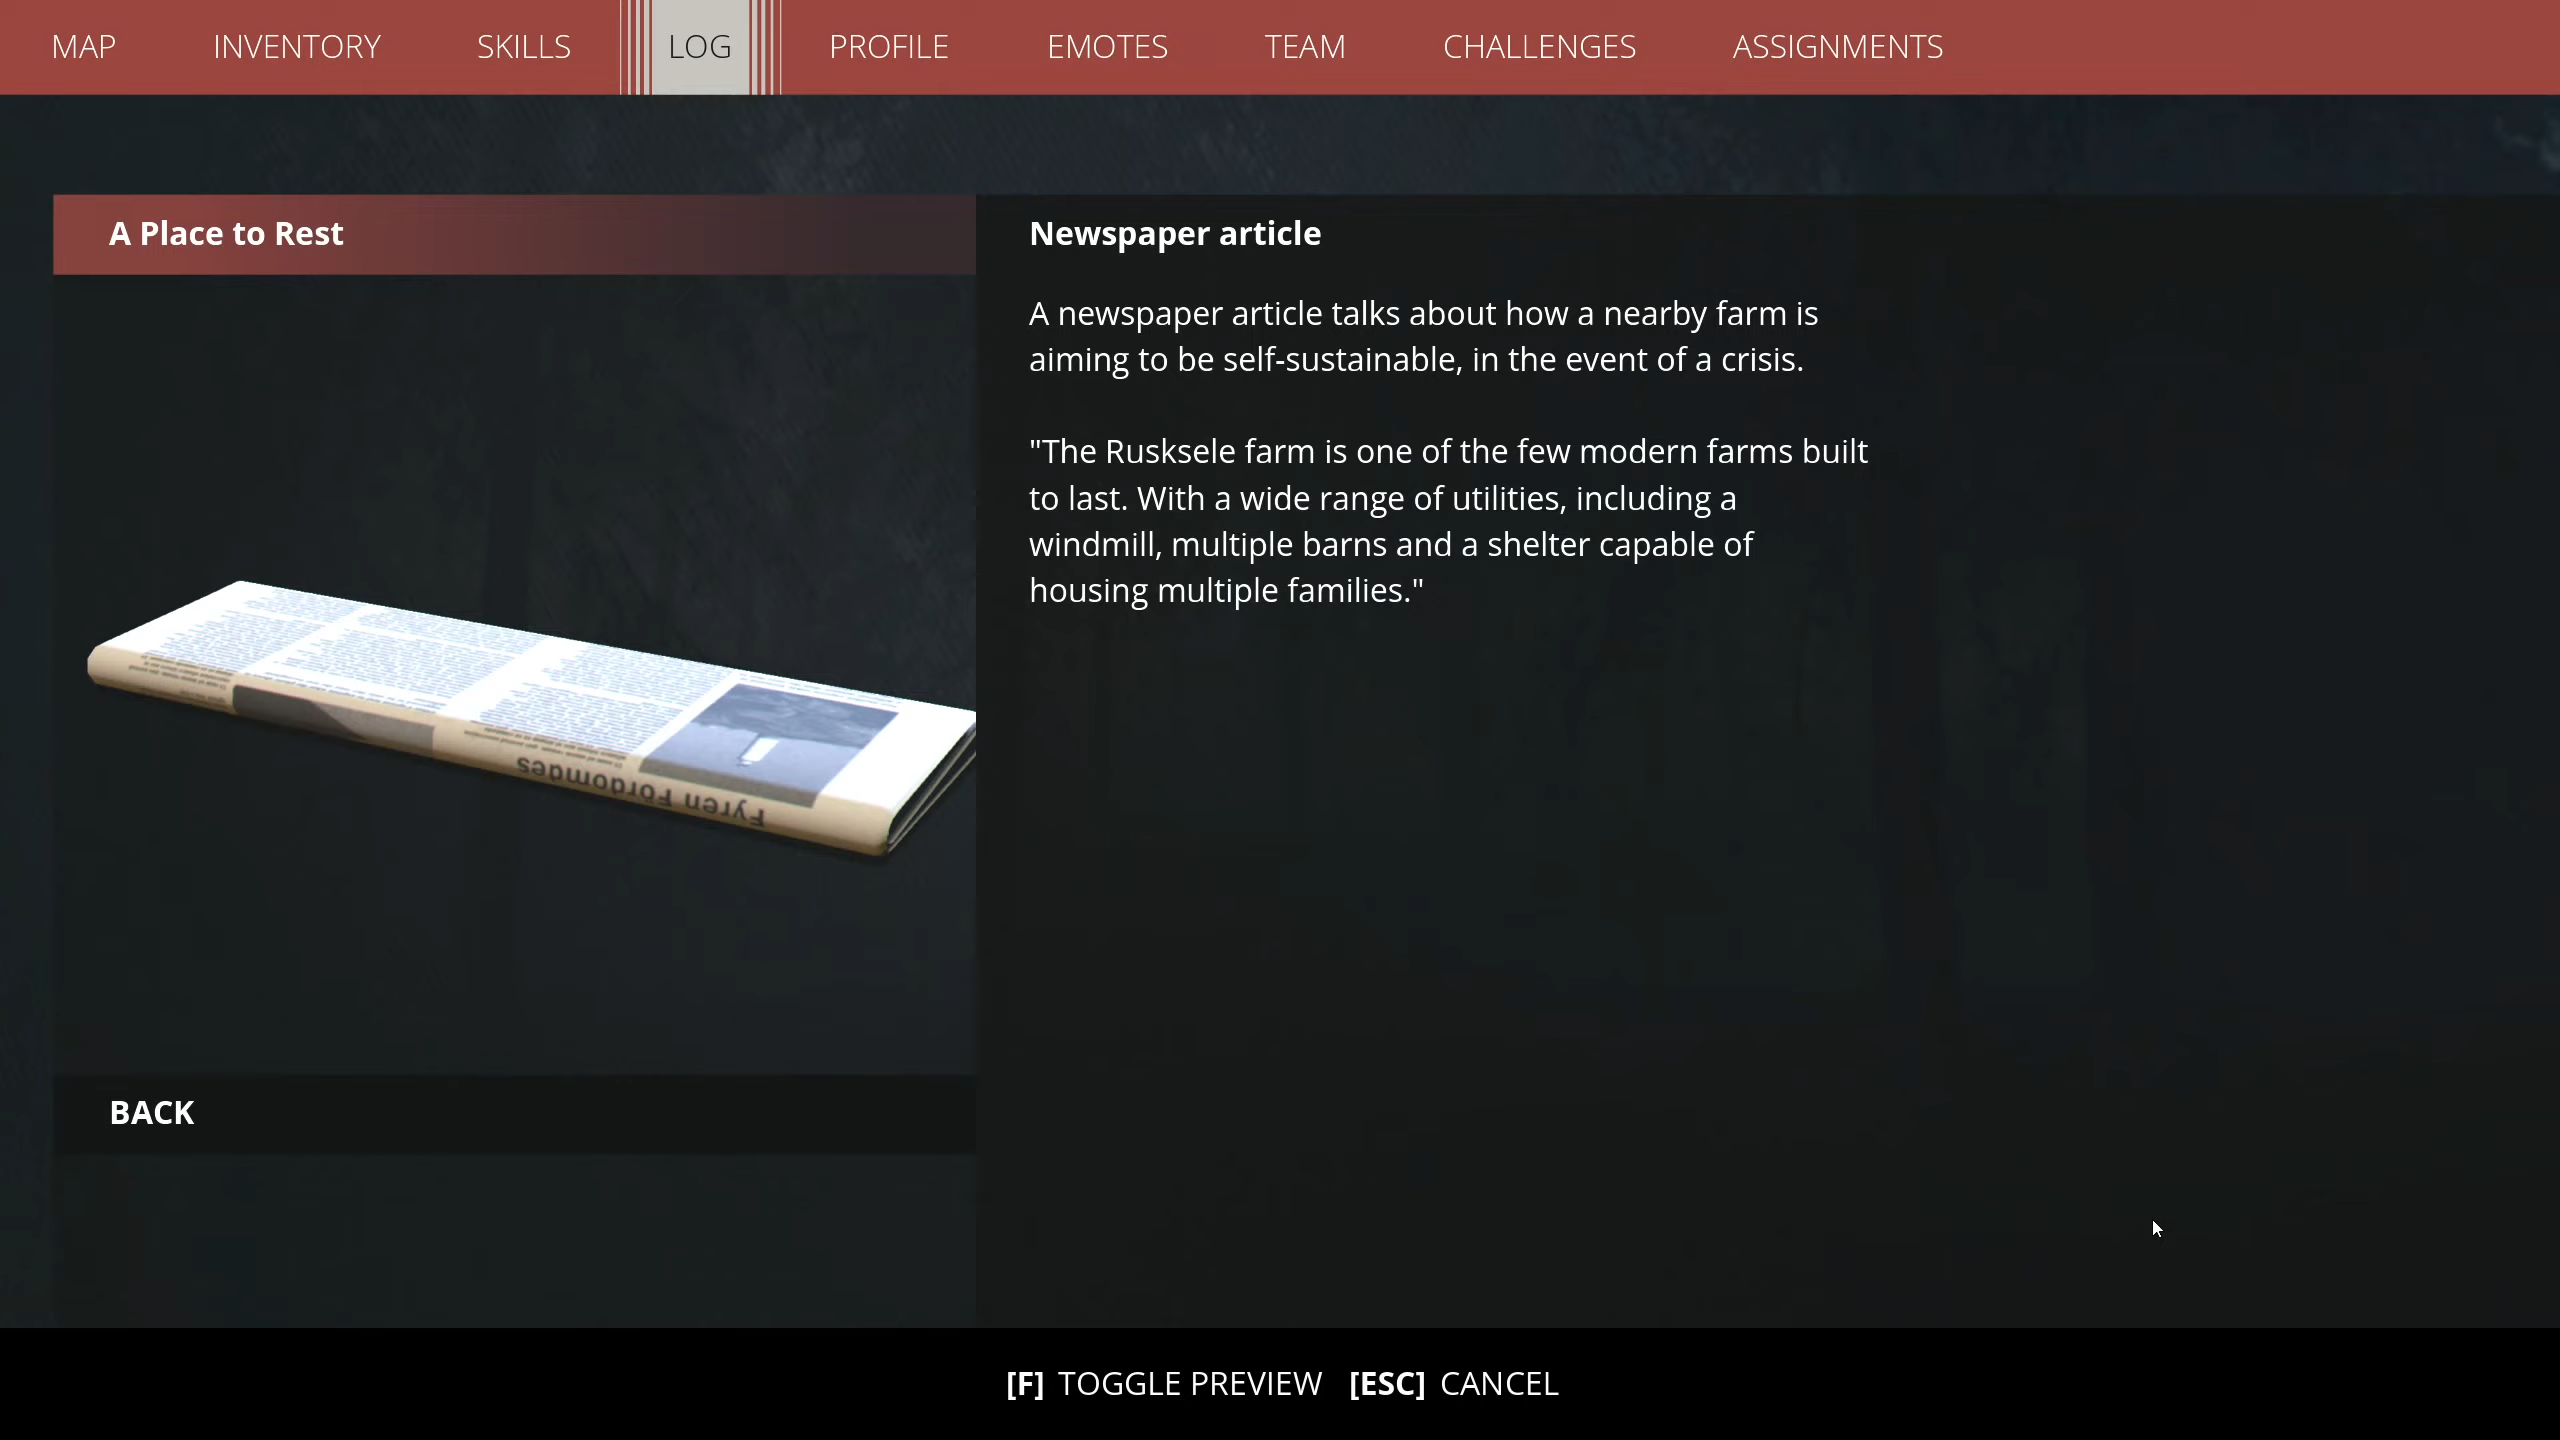 MAP INVENTORY SKILLS LOG PROFILE EMOTES TEAM CHALLENGES ASSIGNMENTS
A Place to Rest
Fyren Fördömdes
BACK
Newspaper article
A newspaper article talks about how a nearby farm is
aiming to be self-sustainable, in the event of a crisis.
"The Rusksele farm is one of the few modern farms built
to last. With a wide range of utilities, including a
windmill, multiple barns and a shelter capable of
housing multiple families."
[F] TOGGLE PREVIEW [ESC] CANCEL